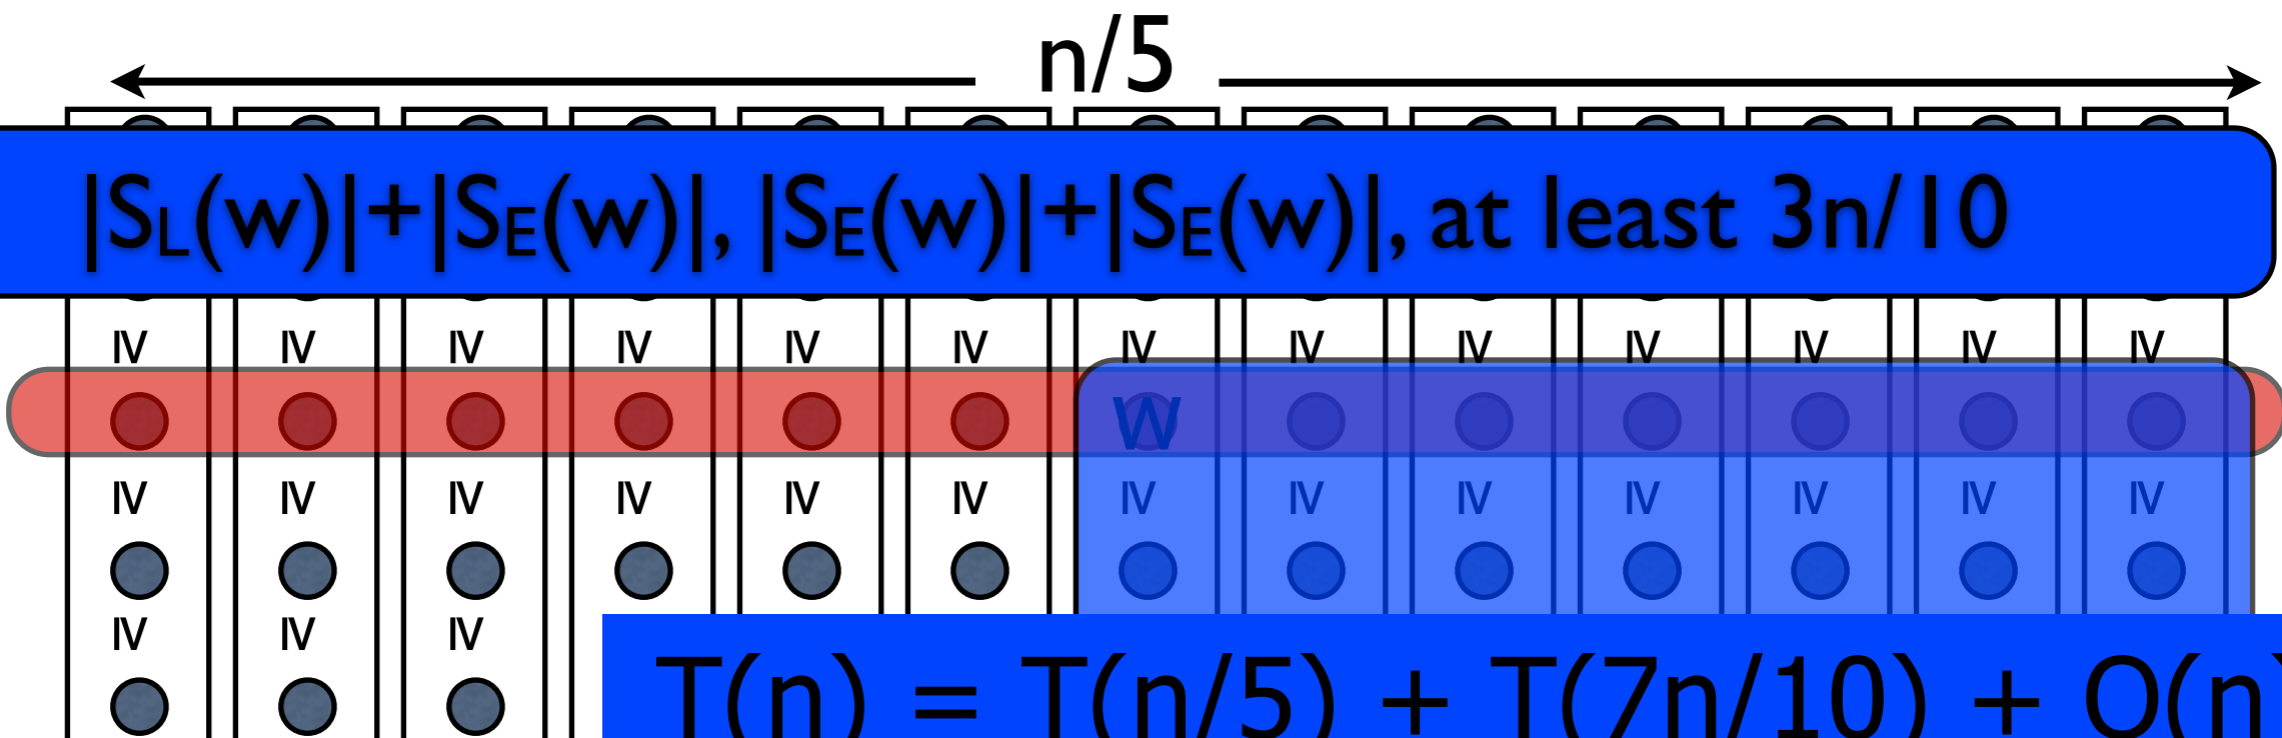 n/5
|SL(w)|+|SE(w)|, |SE(w)|+|SE(w)|, at least 3n/10
IV IV IV IV IV IV IV IV IV IV IV IV IV
W
IV IV IV IV IV IV IV IV IV IV IV IV IV
IV IV IV
T(n) = T(n/5) + T(7n/10) + O(n)